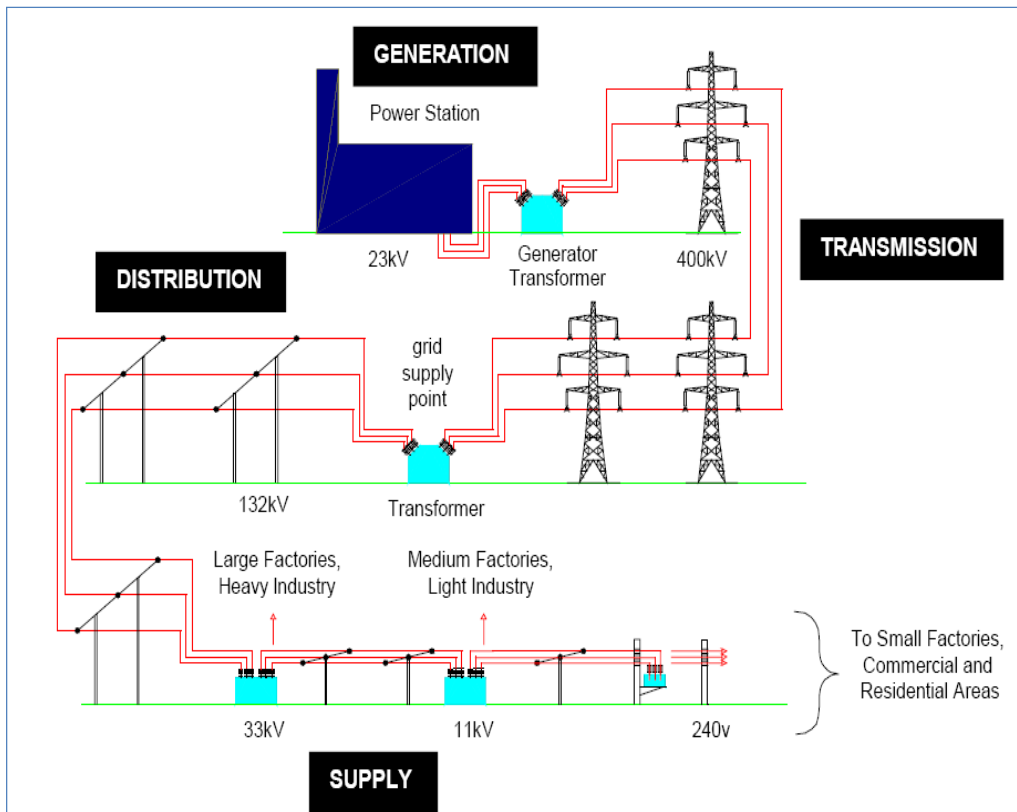 GENERATION
Power Station
23kV
Generator
Transformer
400kV
TRANSMISSION
DISTRIBUTION
grid
supply
point
132kV
Transformer
Large Factories,
Heavy Industry
Medium Factories,
Light Industry
To Small Factories,
Commercial and
Residential Areas
33kV
11kV
240v
SUPPLY